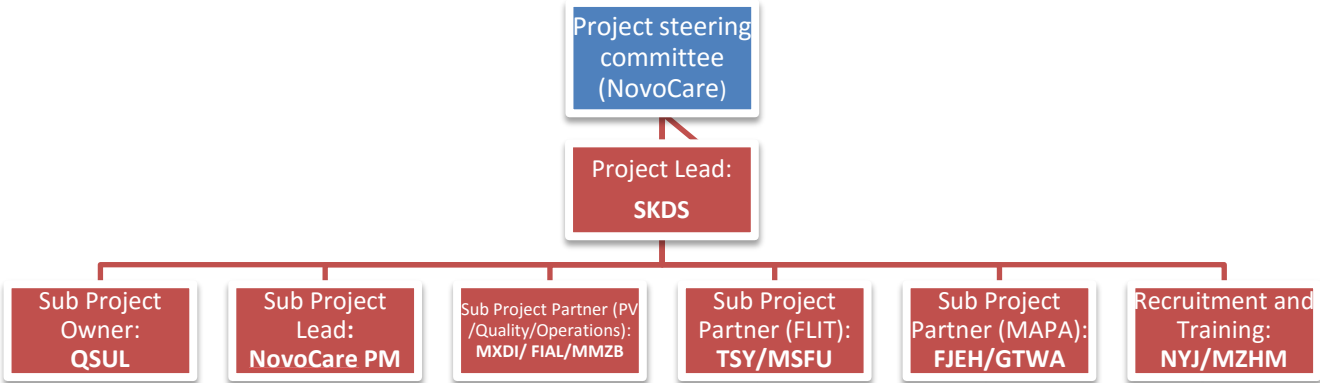 Project steering
committee
(NovoCare)
Project Lead:
SKDS
Sub Project
Owner:
QSUL
Sub Project
Lead:
NovoCare PM
Sub Project Partner (PV
/Quality/Operations):
MXDI/ FIAL/MMZB
Sub Project
Partner (FLIT):
TSY/MSFU
Sub Project
Partner (MAPA):
FJEH/GTWA
Recruitment and
Training:
NYJ/MZHM